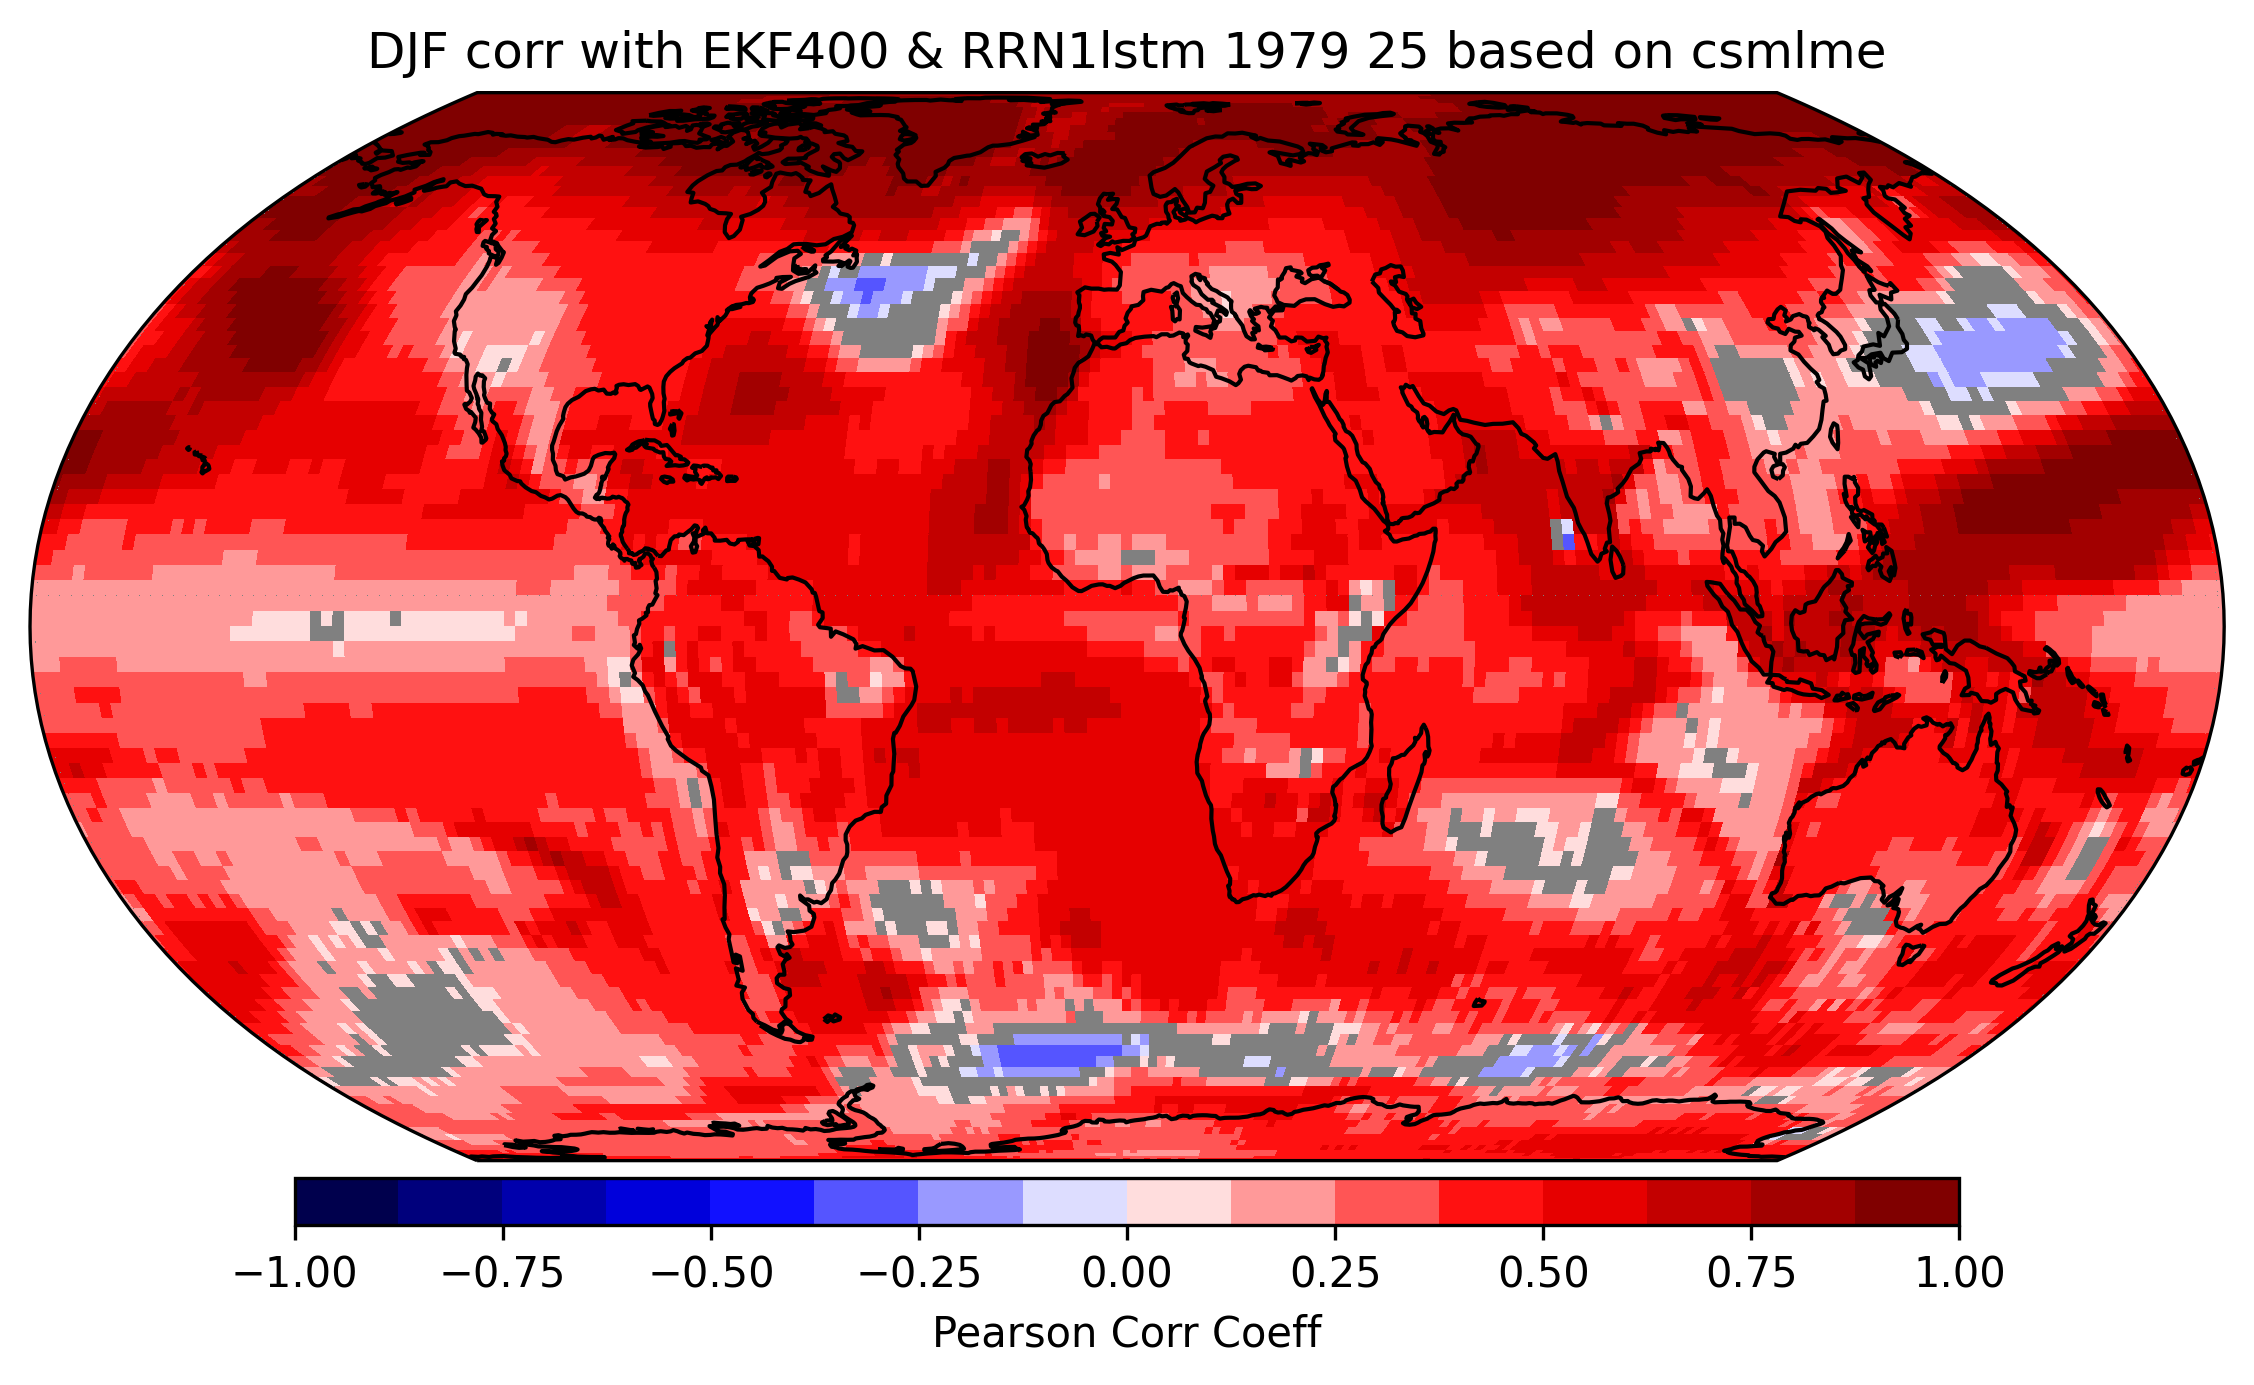 DJF corr with EKF400 & RRN1lstm 1979 25 based on csmlme
−1.00 −0.75 −0.50 −0.25 0.00 0.25 0.50 0.75 1.00
Pearson Corr Coeff